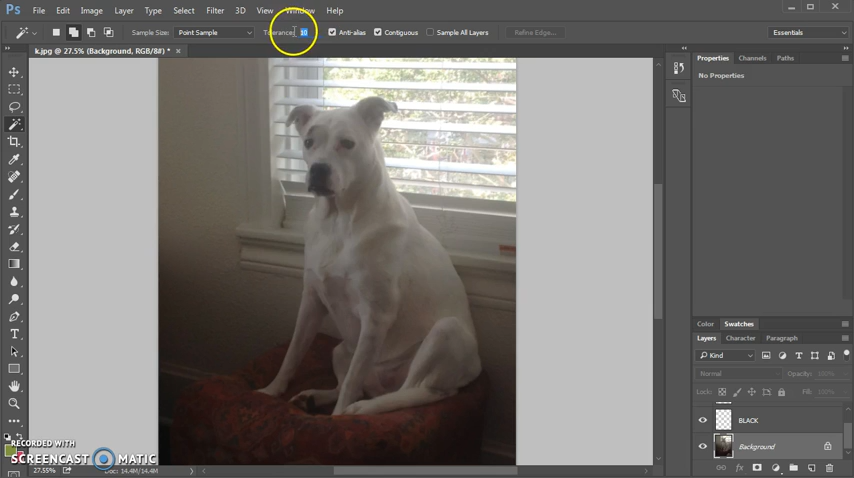 Ps File Edit Image Layer Type Select Filter 3D View Window Help
Sample Size: Point Sample Tolerance: 10 Anti-alias Contiguous Sample All Layers Refine Edge... Essentials
k.jpg @ 27.5% (Background, RGB/8#) * ×
Properties Channels Paths
No Properties
Color Swatches
Layers Character Paragraph
Kind
Normal Opacity: 100%
Lock: Fill: 100%
BLACK
Background
T
RECORDED WITH
SCREENCAST MATIC
27.55% Doc: 14.4M/14.4M